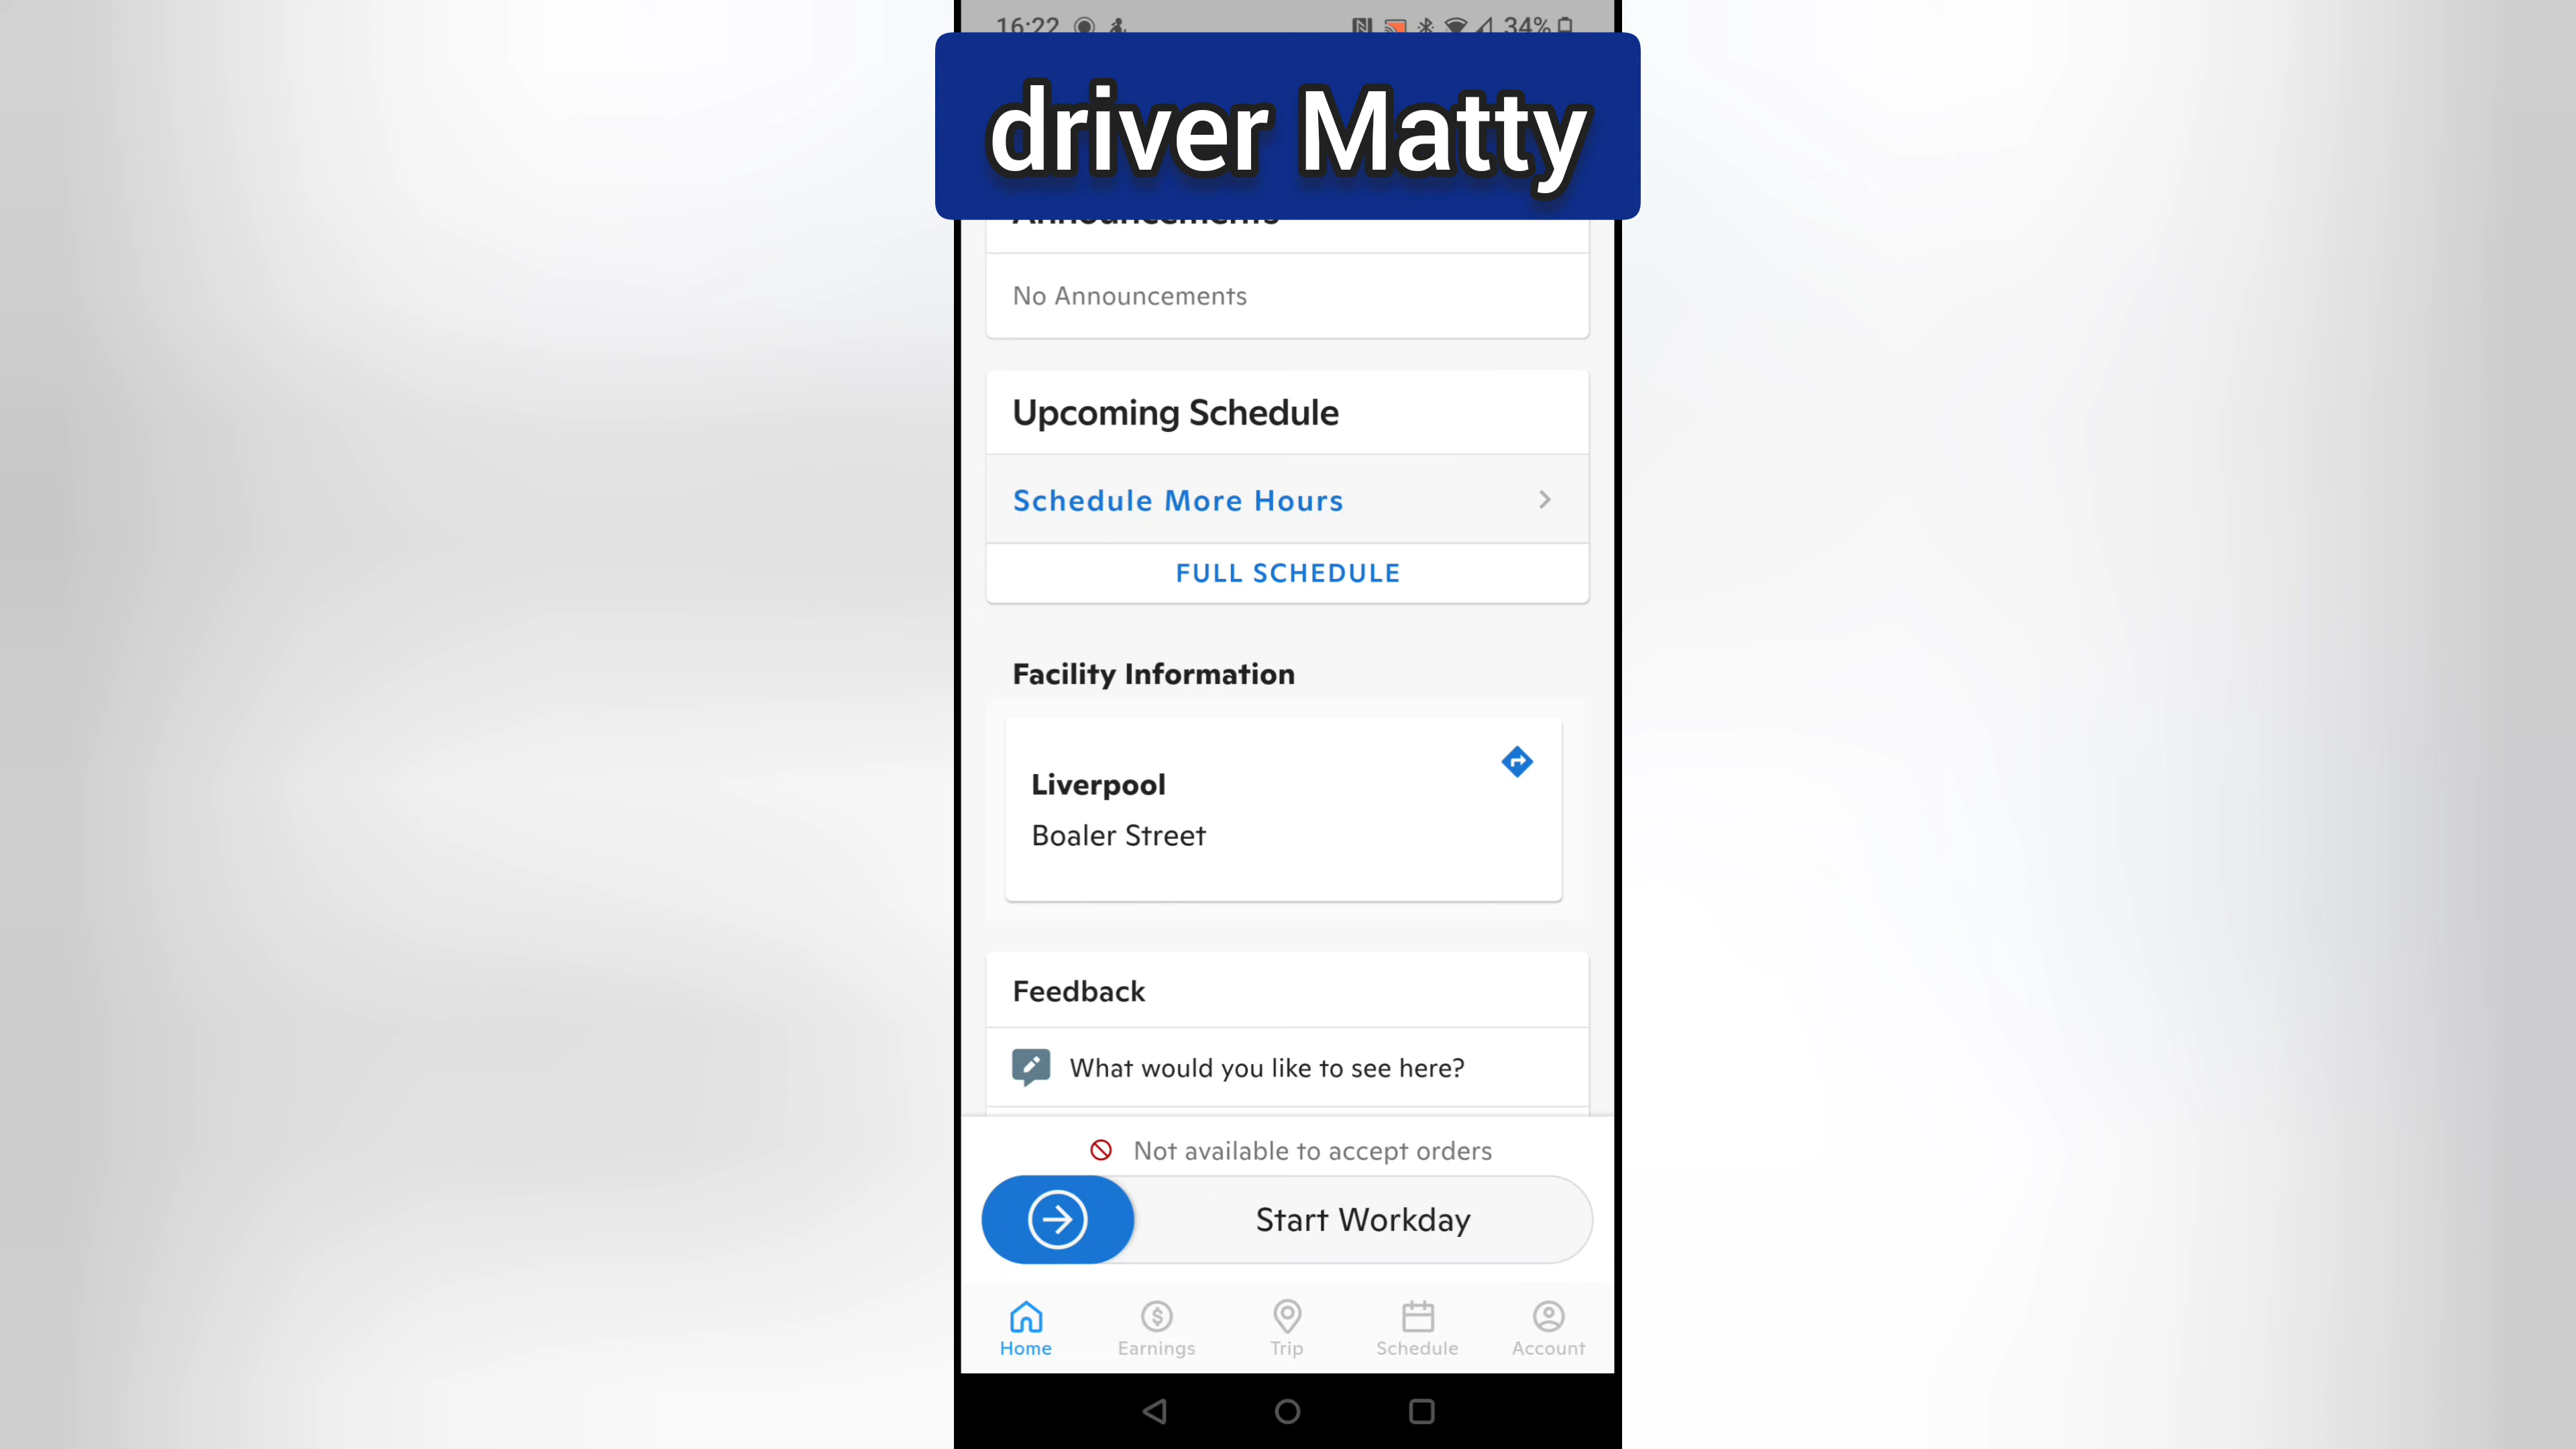 16:22
34%
driver Matty
Announcements
No Announcements
Upcoming Schedule
Schedule More Hours
FULL SCHEDULE
Facility Information
Liverpool
Boaler Street
Feedback
What would you like to see here?
Not available to accept orders
Start Workday
Home
Earnings
Trip
Schedule
Account